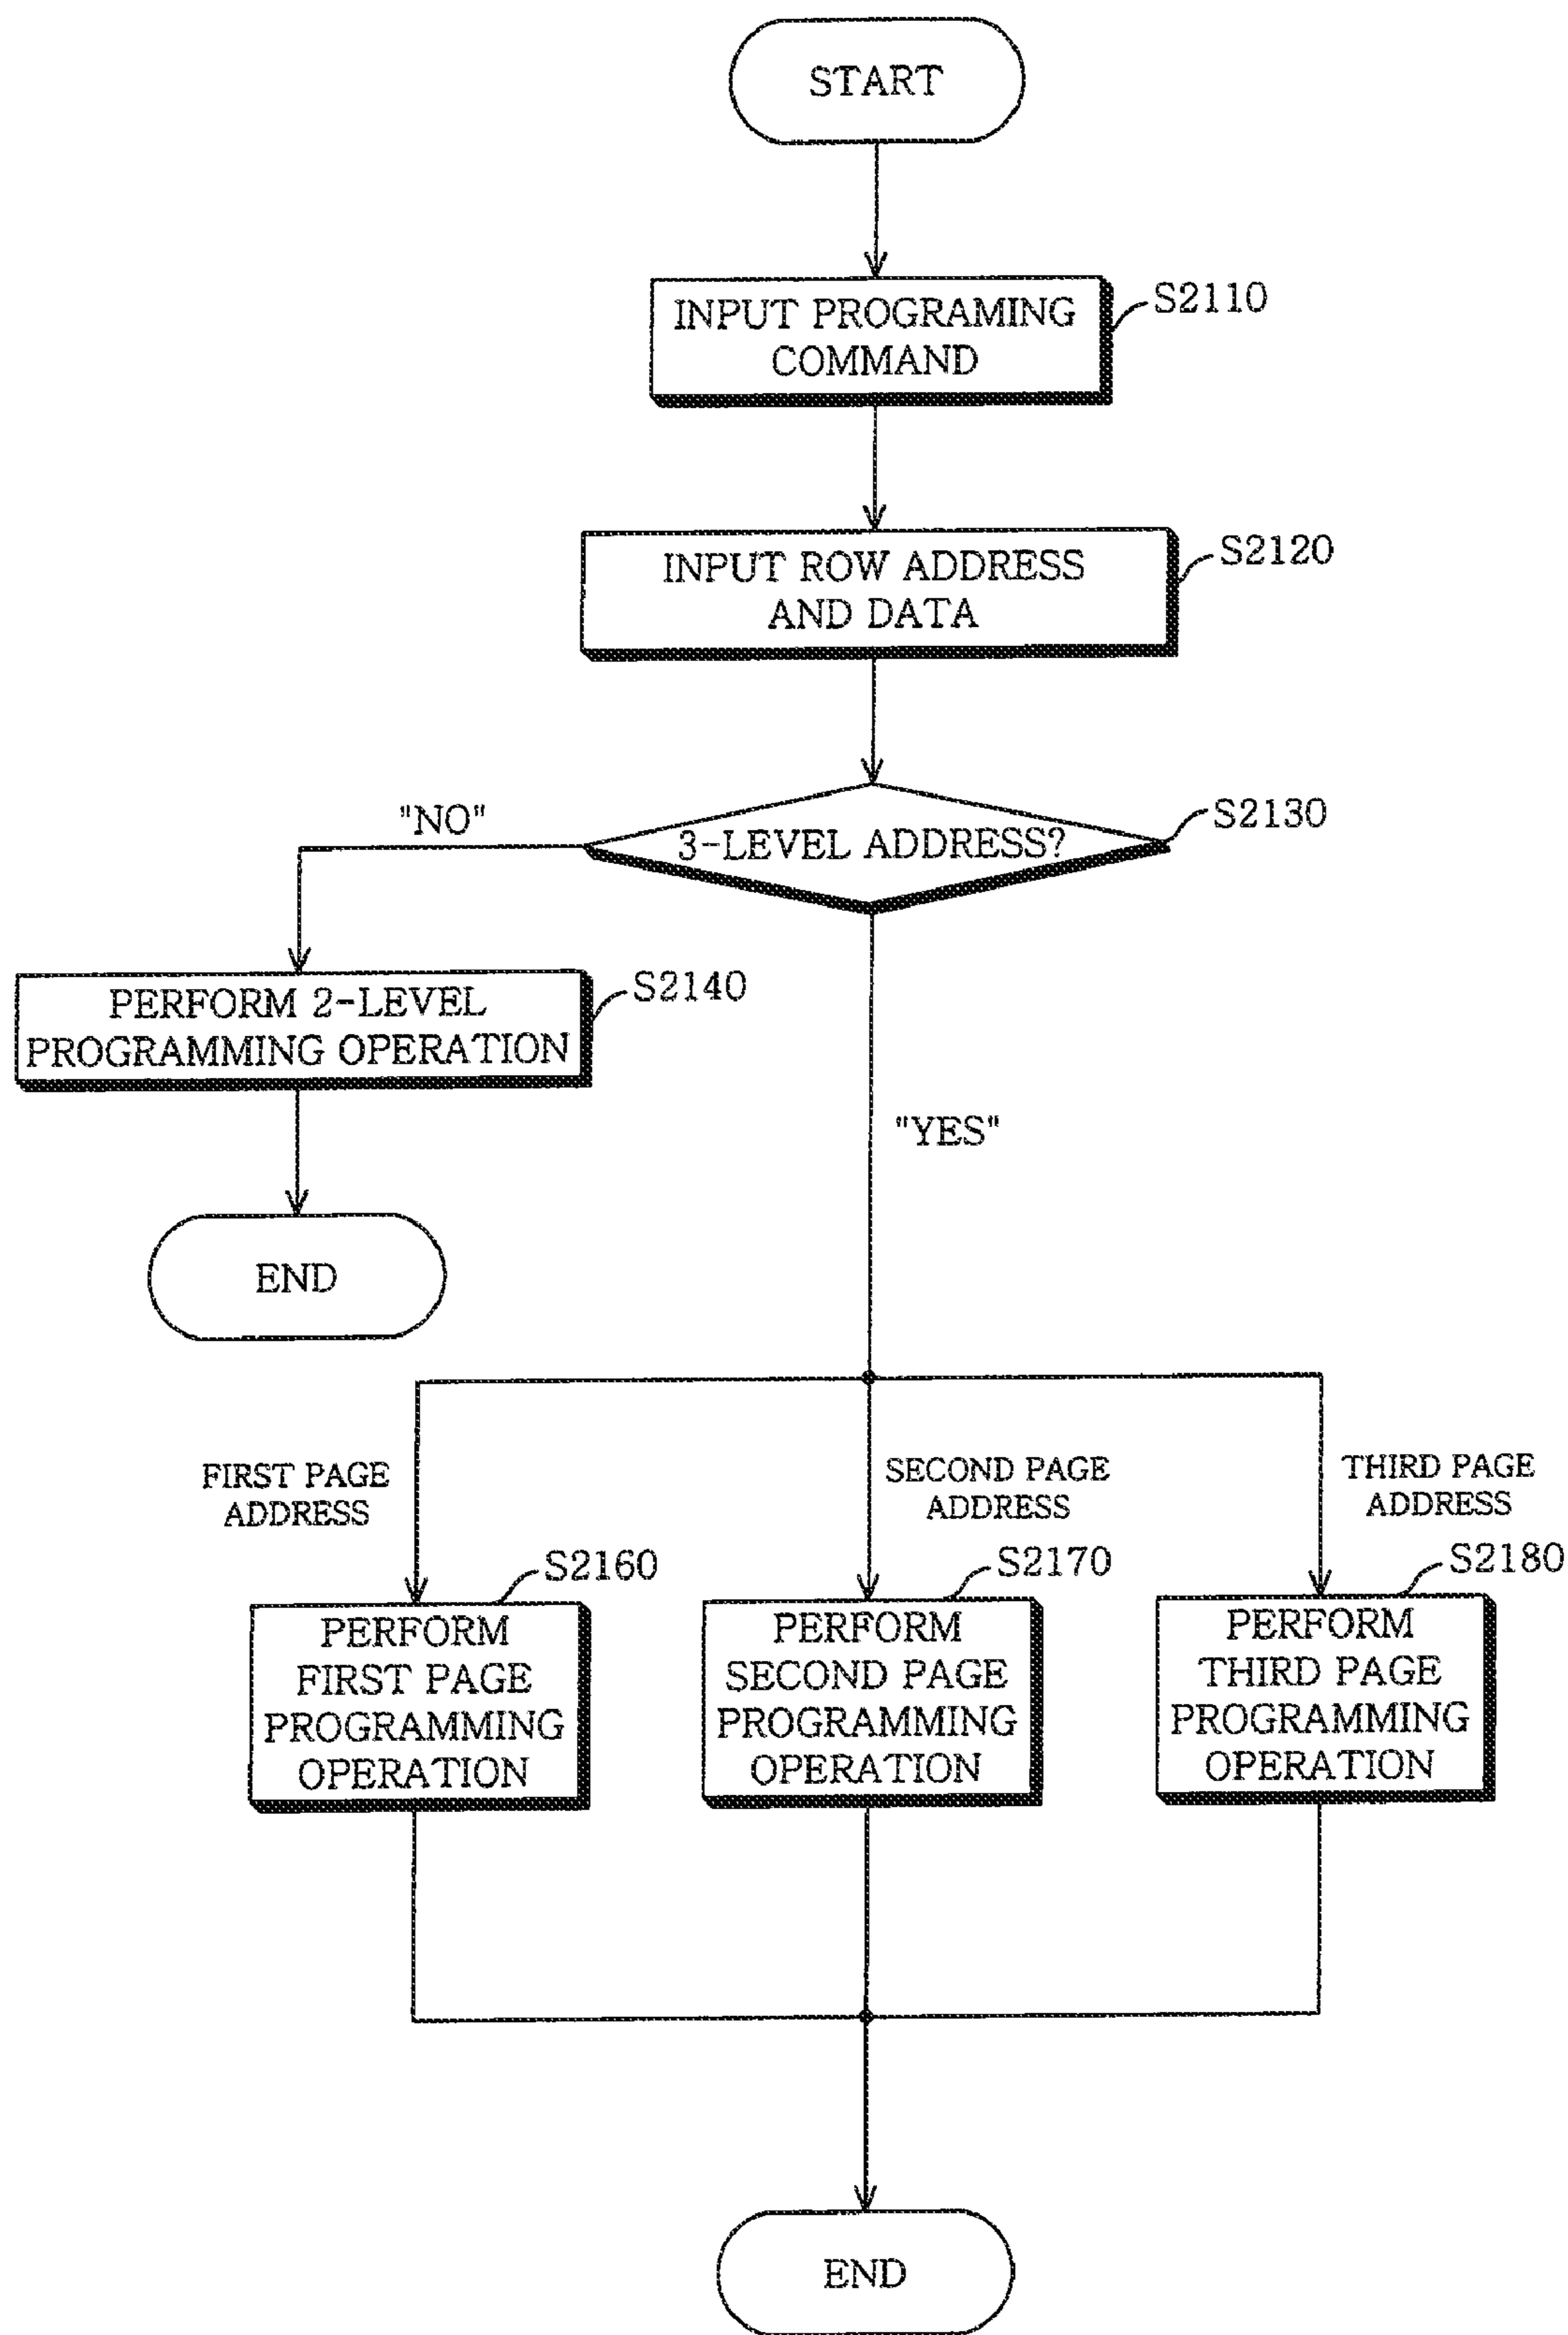 START
INPUT PROGRAMING
COMMAND
S2110
INPUT ROW ADDRESS
AND DATA
S2120
3-LEVEL ADDRESS?
S2130
"NO"
PERFORM 2-LEVEL
PROGRAMMING OPERATION
S2140
END
"YES"
FIRST PAGE
ADDRESS
SECOND PAGE
ADDRESS
THIRD PAGE
ADDRESS
S2160
PERFORM
FIRST PAGE
PROGRAMMING
OPERATION
S2170
PERFORM
SECOND PAGE
PROGRAMMING
OPERATION
S2180
PERFORM
THIRD PAGE
PROGRAMMING
OPERATION
END